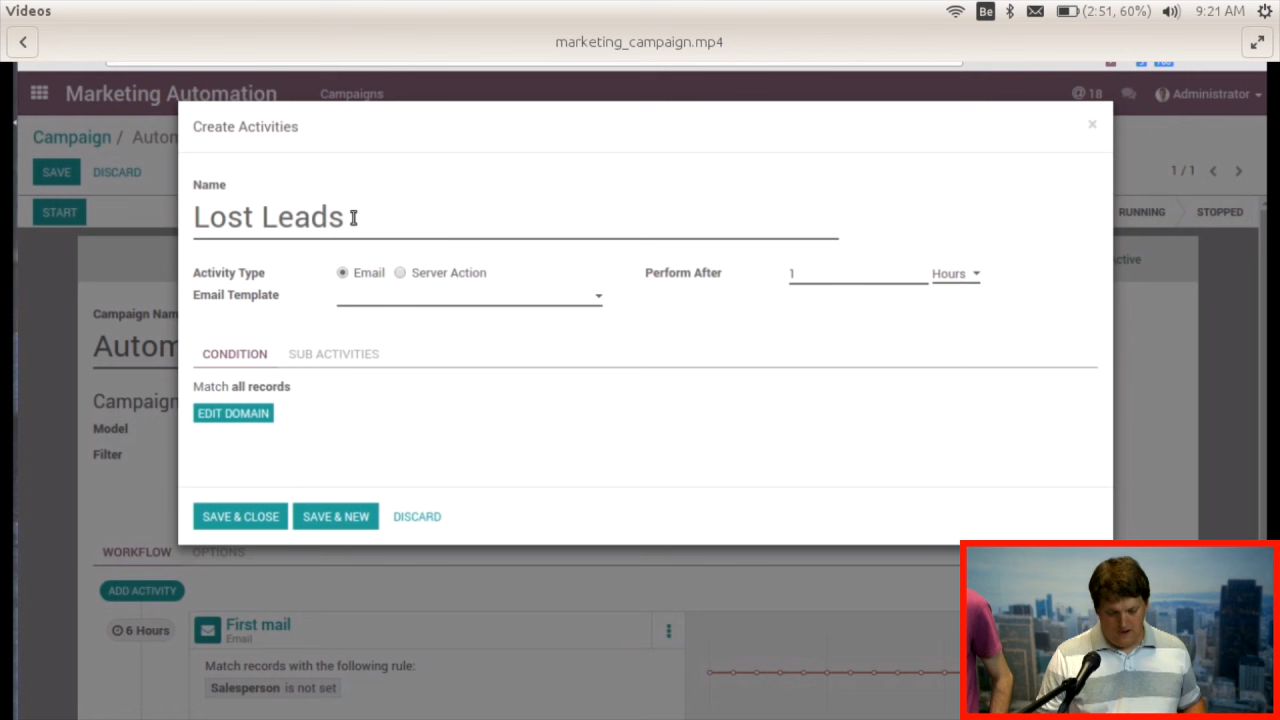 Videos
Be
(2:51, 60%)
9:21 AM
marketing_campaign.mp4
Marketing Automation
Campaigns
@ 18
Administrator
Campaign / Autom
SAVE
DISCARD
1 / 1
START
RUNNING
STOPPED
Create Activities
×
Name
Lost Leads
Activity Type
Email
Server Action
Perform After
1
Hours
Email Template
CONDITION
SUB ACTIVITIES
Match all records
EDIT DOMAIN
SAVE & CLOSE
SAVE & NEW
DISCARD
ctive
Campaign Nam
Autom
Campaign
Model
Filter
WORKFLOW
OPTIONS
ADD ACTIVITY
6 Hours
First mail
Email
Match records with the following rule:
Salesperson is not set